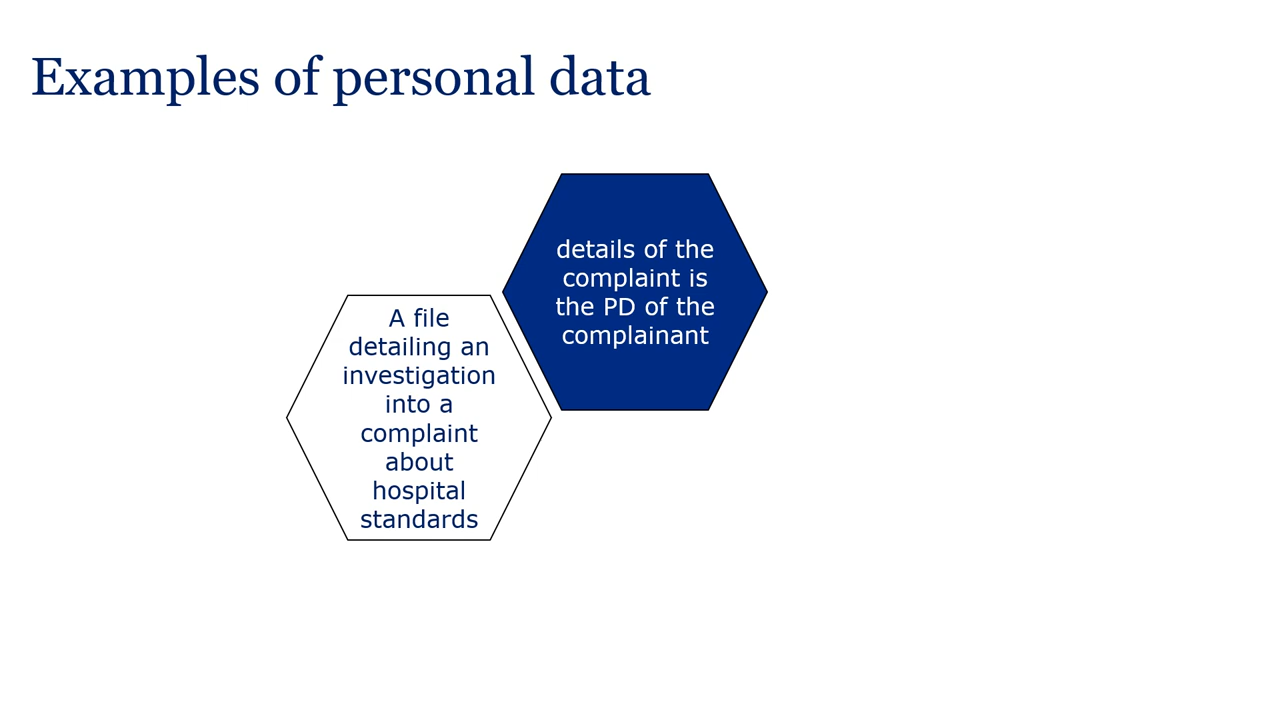 Examples of personal data
A file
detailing an
investigation
into a
complaint
about
hospital
standards
details of the
complaint is
the PD of the
complainant